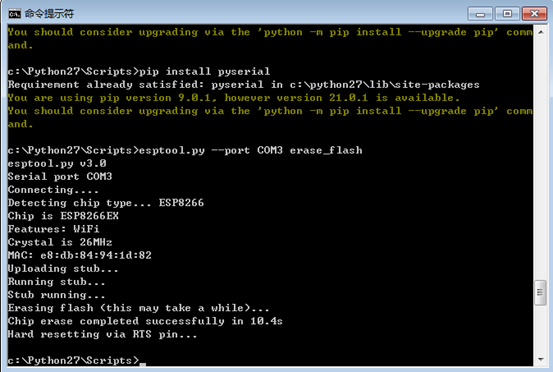 命令提示符
You should consider upgrading via the 'python -m pip install --upgrade pip' comm
and.
c:\Python27\Scripts>pip install pyserial
Requirement already satisfied: pyserial in c:\python27\lib\site-packages
You are using pip version 9.0.1, however version 21.0.1 is available.
You should consider upgrading via the 'python -m pip install --upgrade pip' comm
and.
c:\Python27\Scripts>esptool.py --port COM3 erase_flash
esptool.py v3.0
Serial port COM3
Connecting....
Detecting chip type... ESP8266
Chip is ESP8266EX
Features: WiFi
Crystal is 26MHz
MAC: e8:db:84:94:1d:82
Uploading stub...
Running stub...
Stub running...
Erasing flash (this may take a while)...
Chip erase completed successfully in 10.4s
Hard resetting via RTS pin...
c:\Python27\Scripts>